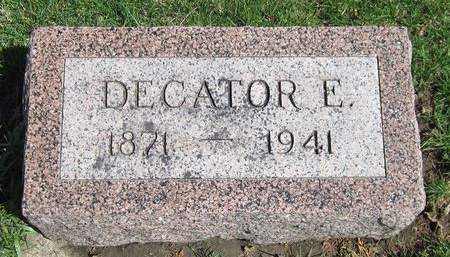 DECATOR E.
1871 — 1941